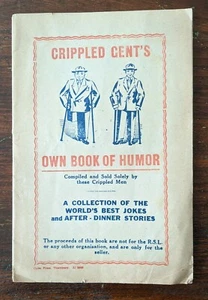 CRIPPLED GENT'S
OWN BOOK OF HUMOR
Compiled and Sold Solely by
these Crippled Men
A COLLECTION OF THE
WORLD'S BEST JOKES
and AFTER-DINNER STORIES
The proceeds of this book are not for the R.S.L.
or any other organisation, and are only for the
seller.